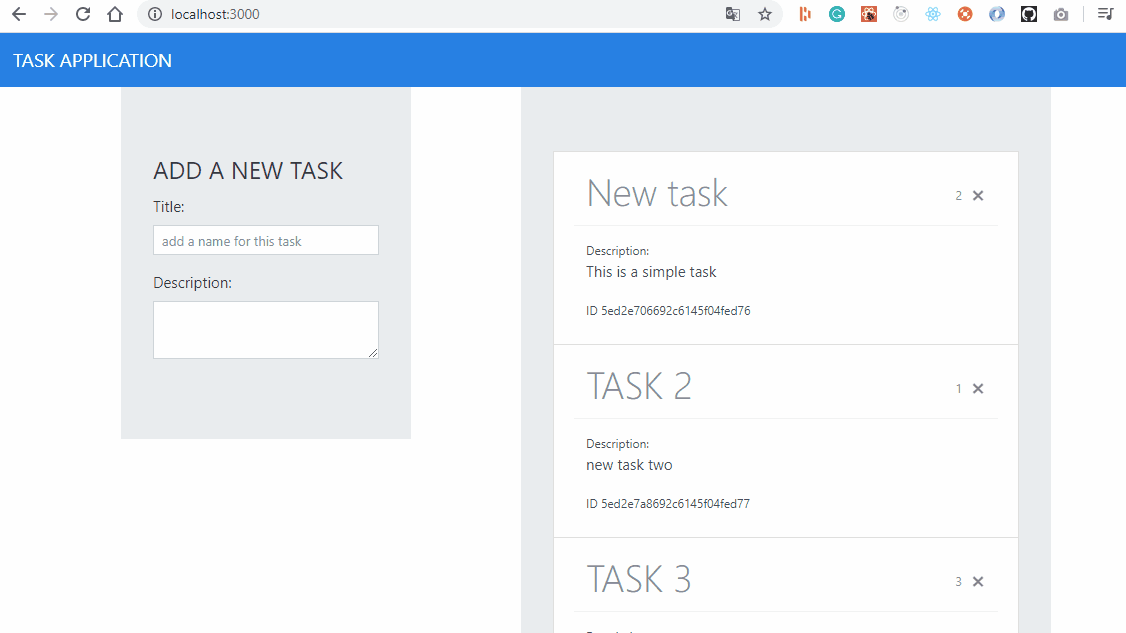 localhost:3000
TASK APPLICATION
ADD A NEW TASK
Title:
add a name for this task
Description:
New task
2
Description:
This is a simple task
ID 5ed2e706692c6145f04fed76
TASK 2
1
Description:
new task two
ID 5ed2e7a8692c6145f04fed77
TASK 3
3